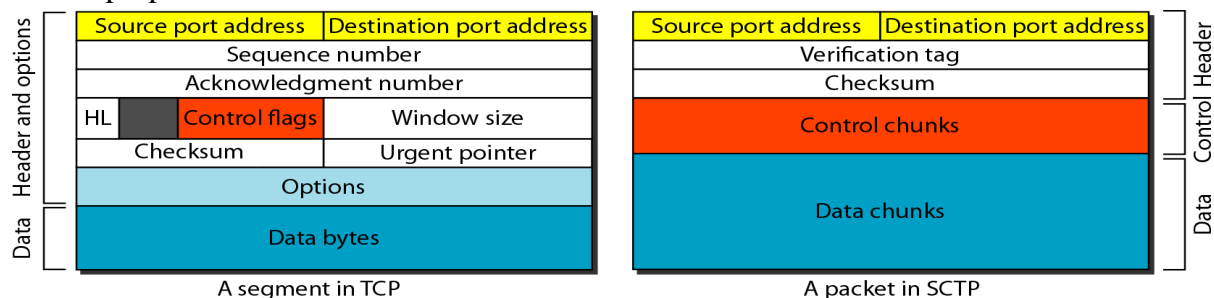 Source port address Destination port address
Sequence number
Acknowledgment number
HL Control flags Window size
Checksum Urgent pointer
Options
Data bytes
Header and options
Data
A segment in TCP
Source port address Destination port address
Verification tag
Checksum
Control chunks
Data chunks
Header
Control
Data
A packet in SCTP